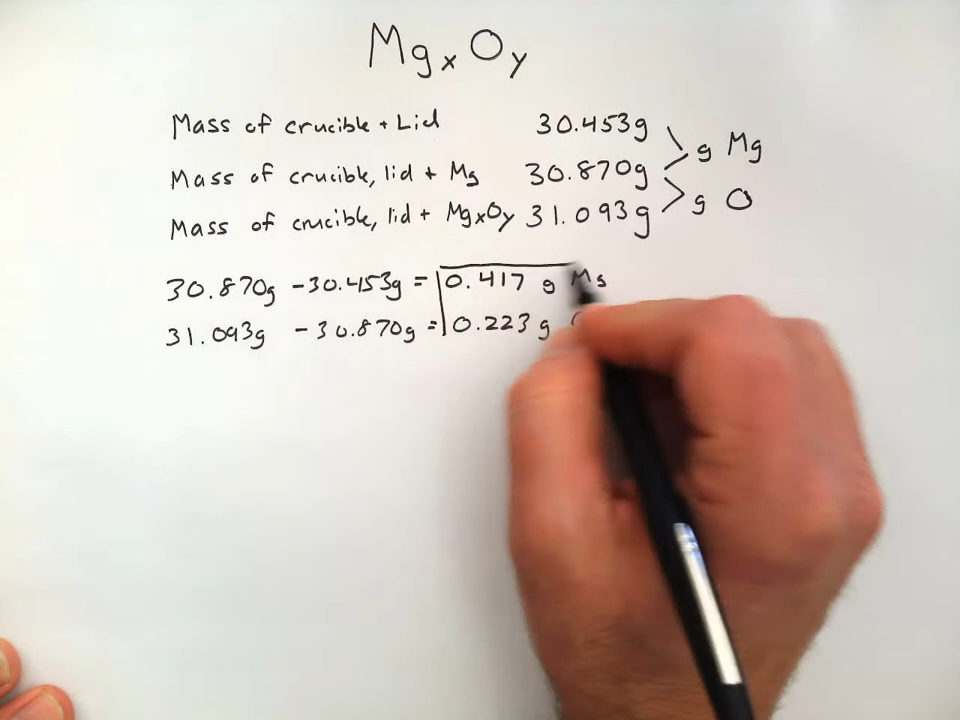 MgxOy
Mass of crucible + Lid 30.453g
g Mg
Mass of crucible, lid + Mg 30.870g
g O
Mass of crucible, lid + MgxOy 31.093g
30.870g - 30.453g = 0.417 g Mg
31.093g - 30.870g = 0.223g